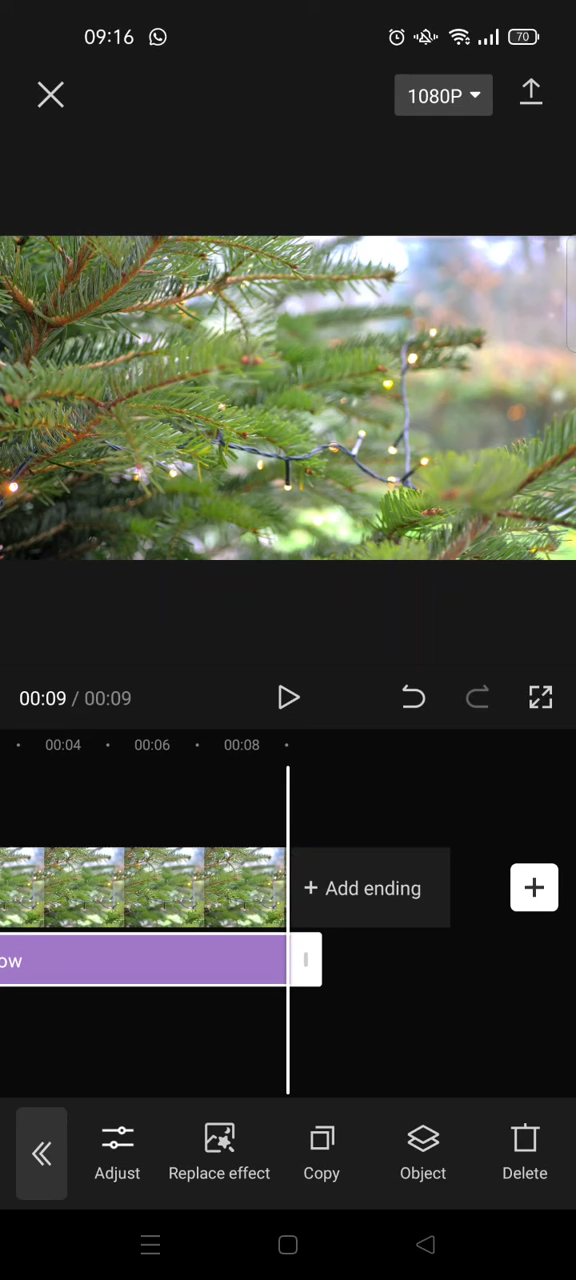 09:16
70
1080P
00:09 / 00:09
00:04
00:06
00:08
+ Add ending
ow
Adjust
Replace effect
Copy
Object
Delete